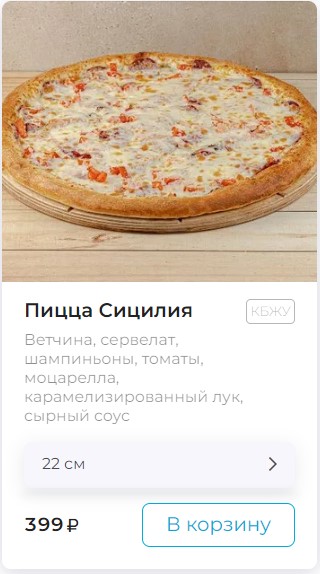 Пицца Сицилия
КБЖУ
Ветчина, сервелат,
шампиньоны, томаты,
моцарелла,
карамелизированный лук,
сырный соус
22 см
399 ₽
В корзину